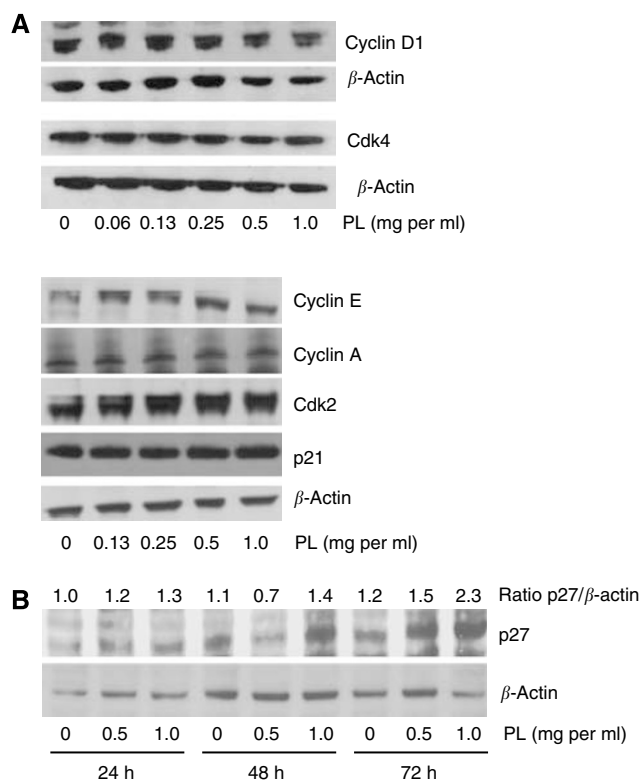 A
Cyclin D1
β-Actin
Cdk4
β-Actin
0 0.06 0.13 0.25 0.5 1.0 PL (mg per ml)
Cyclin E
Cyclin A
Cdk2
p21
β-Actin
0 0.13 0.25 0.5 1.0 PL (mg per ml)
B
1.0 1.2 1.3 1.1 0.7 1.4 1.2 1.5 2.3 Ratio p27/β-actin
p27
β-Actin
0 0.5 1.0 0 0.5 1.0 0 0.5 1.0 PL (mg per ml)
24 h 48 h 72 h